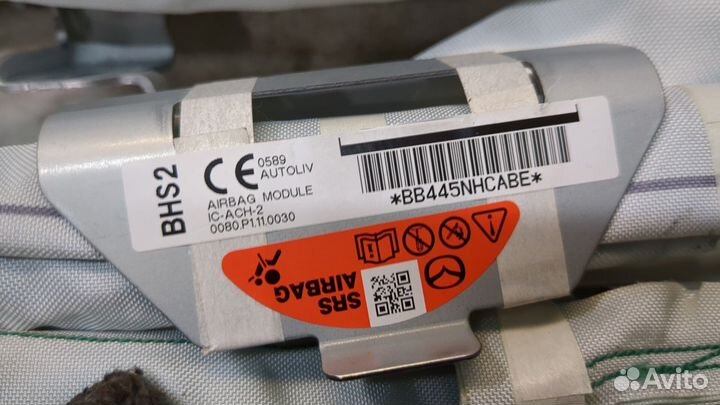 BHS2
CE 0589
AUTOLIV
AIRBAG MODULE
IC-ACH-2
0080.P1.11.0030
*BB445NHCABE*
SRS
AIRBAG
Avito